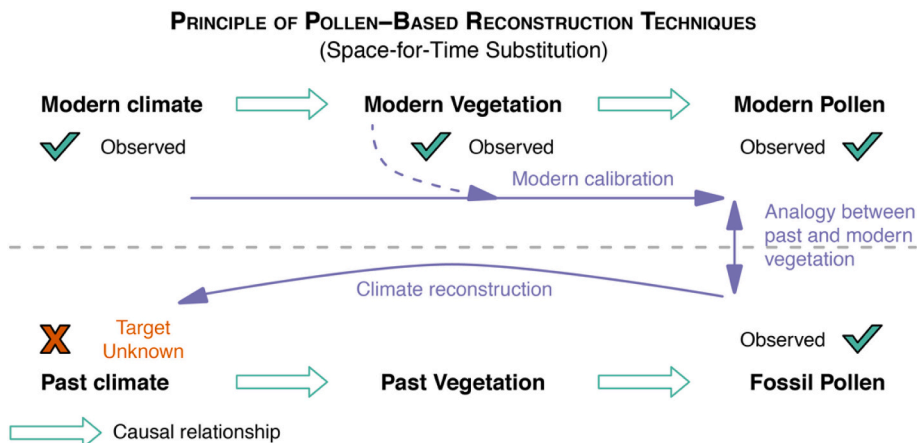 PRINCIPLE OF POLLEN–BASED RECONSTRUCTION TECHNIQUES
(Space-for-Time Substitution)
Modern climate
Modern Vegetation
Modern Pollen
Observed
Observed
Observed
Modern calibration
Analogy between
past and modern
vegetation
Climate reconstruction
Target
Unknown
Observed
Past climate
Past Vegetation
Fossil Pollen
Causal relationship